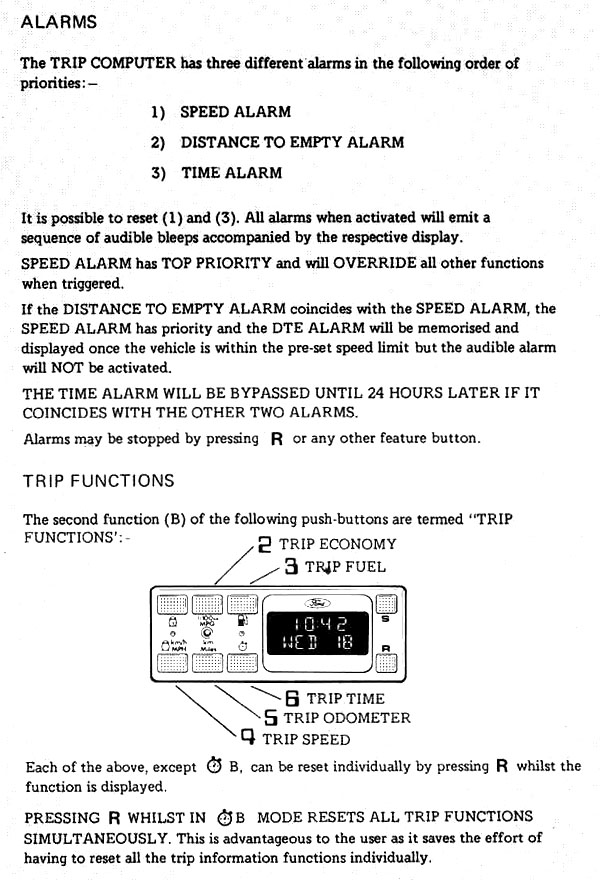 ALARMS
The TRIP COMPUTER has three different alarms in the following order of
priorities:–
1) SPEED ALARM
2) DISTANCE TO EMPTY ALARM
3) TIME ALARM
It is possible to reset (1) and (3). All alarms when activated will emit a
sequence of audible bleeps accompanied by the respective display.
SPEED ALARM has TOP PRIORITY and will OVERRIDE all other functions
when triggered.
If the DISTANCE TO EMPTY ALARM coincides with the SPEED ALARM, the
SPEED ALARM has priority and the DTE ALARM will be memorised and
displayed once the vehicle is within the pre-set speed limit but the audible alarm
will NOT be activated.
THE TIME ALARM WILL BE BYPASSED UNTIL 24 HOURS LATER IF IT
COINCIDES WITH THE OTHER TWO ALARMS.
Alarms may be stopped by pressing R or any other feature button.
TRIP FUNCTIONS
The second function (B) of the following push-buttons are termed "TRIP
FUNCTIONS':-
2 TRIP ECONOMY
3 TRIP FUEL
Ford
MPG
10:42
S
km/h
MPH
km
Miles
WED 18
R
6 TRIP TIME
5 TRIP ODOMETER
4 TRIP SPEED
Each of the above, except B, can be reset individually by pressing R whilst the
function is displayed.
PRESSING R WHILST IN B MODE RESETS ALL TRIP FUNCTIONS
SIMULTANEOUSLY. This is advantageous to the user as it saves the effort of
having to reset all the trip information functions individually.